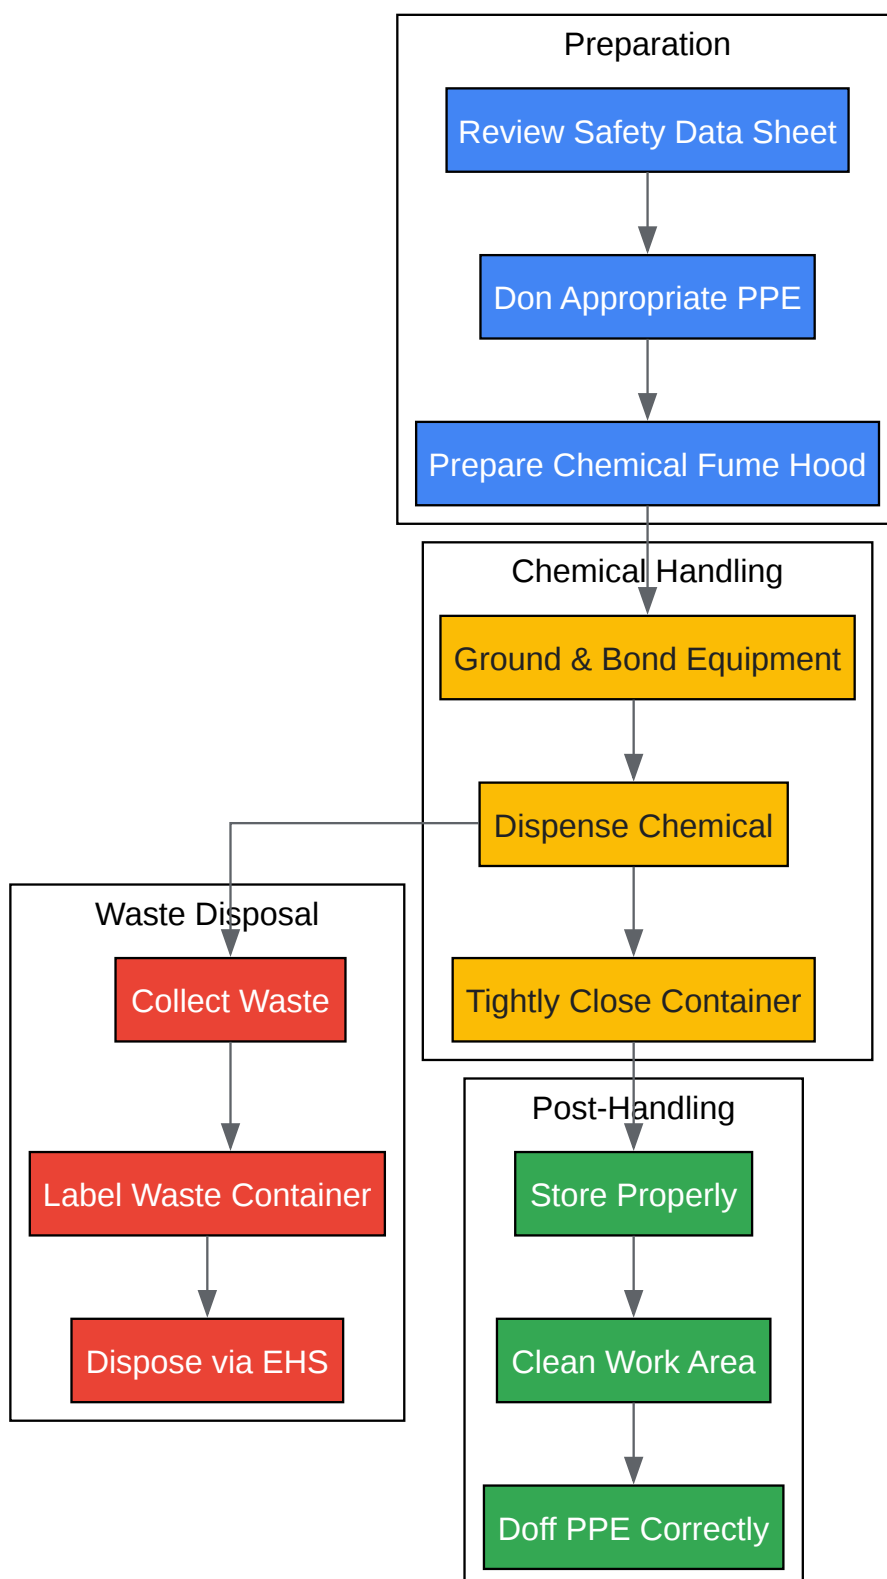 Preparation
Review Safety Data Sheet
Don Appropriate PPE
Prepare Chemical Fume Hood
Chemical Handling
Ground & Bond Equipment
Dispense Chemical
Tightly Close Container
Waste Disposal
Collect Waste
Label Waste Container
Dispose via EHS
Post-Handling
Store Properly
Clean Work Area
Doff PPE Correctly